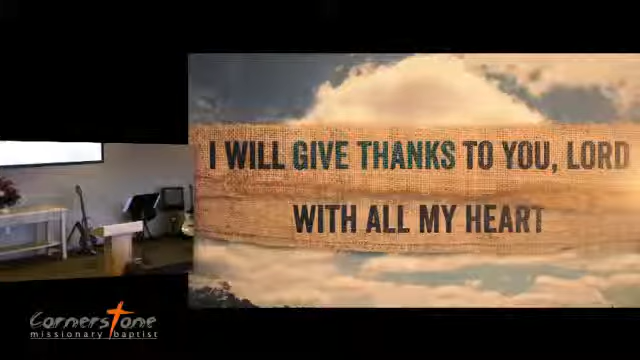 I WILL GIVE THANKS TO YOU, LORD
WITH ALL MY HEART
Cornerstone
missionary baptist